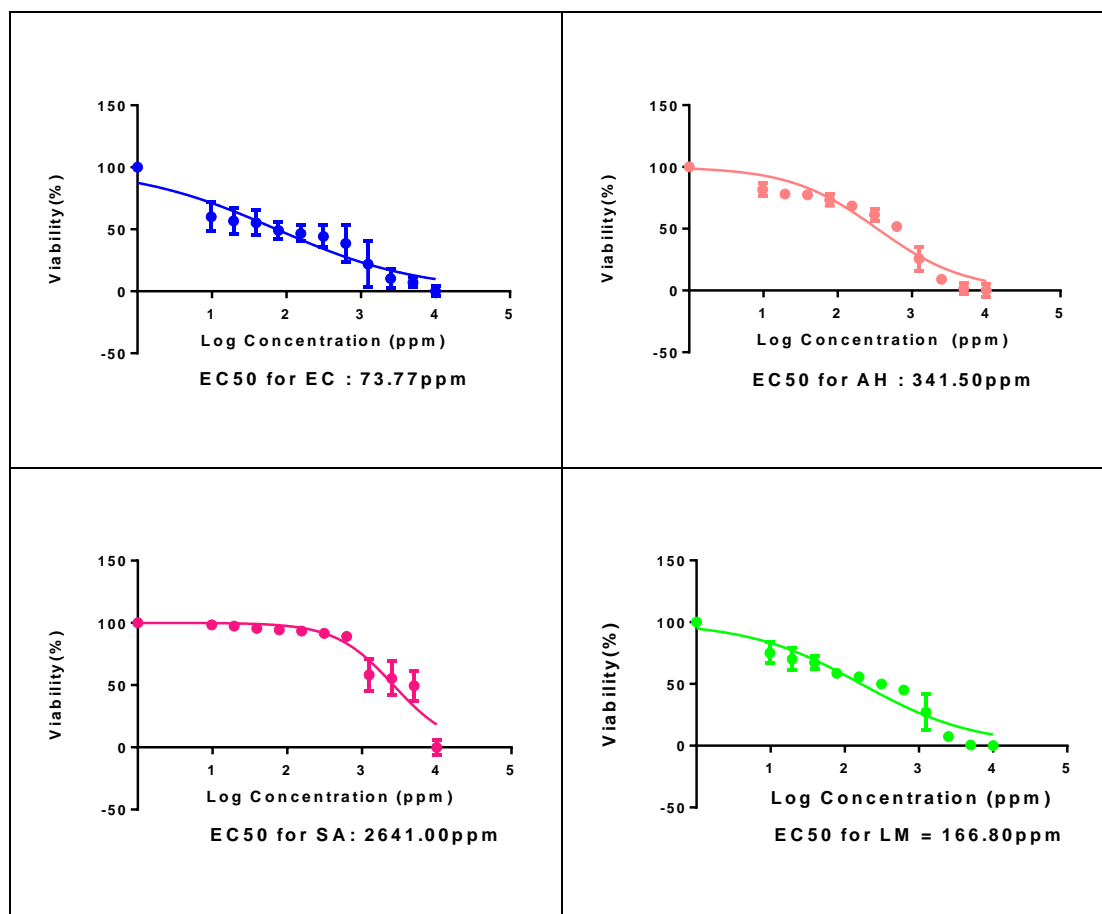 150
100
50
0
-50
Viability(%)
1 2 3 4 5
Log Concentration (ppm)
EC50 for EC : 73.77ppm
150
100
50
0
-50
Viability(%)
1 2 3 4 5
Log Concentration (ppm)
EC50 for AH : 341.50ppm
150
100
50
0
-50
Viability(%)
1 2 3 4 5
Log Concentration (ppm)
EC50 for SA: 2641.00ppm
150
100
50
0
-50
Viability(%)
1 2 3 4 5
Log Concentration (ppm)
EC50 for LM = 166.80ppm